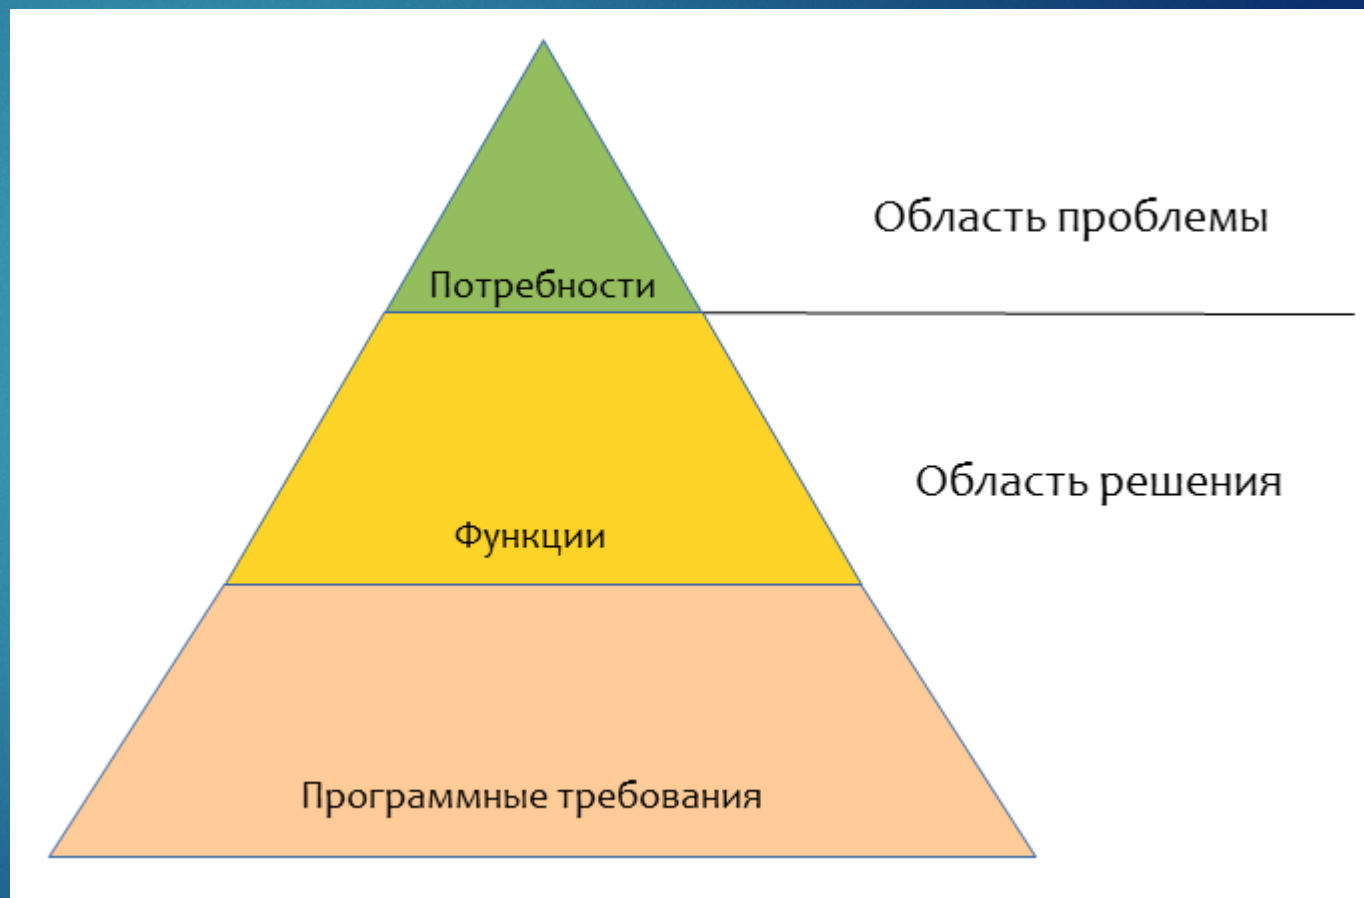 Область проблемы
Потребности
Область решения
Функции
Программные требования